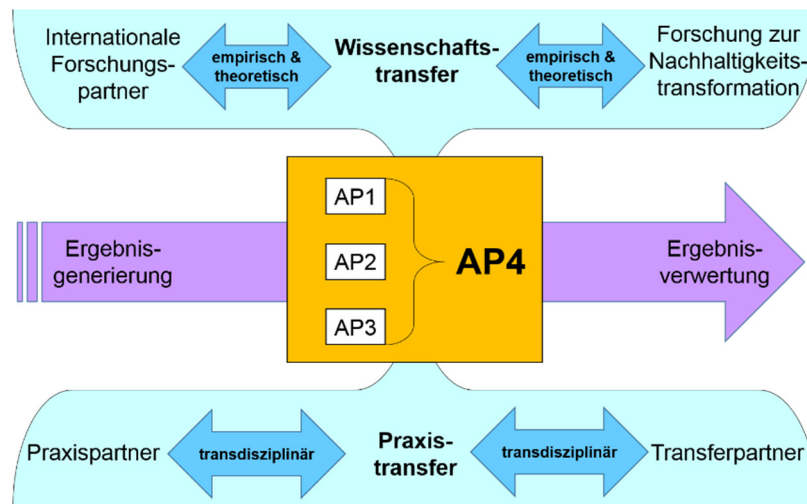 Internationale
Forschungs-
partner
empirisch &
theoretisch
Wissenschafts-
transfer
empirisch &
theoretisch
Forschung zur
Nachhaltigkeits-
transformation
Ergebnis-
generierung
AP1
AP2
AP3
AP4
Ergebnis-
verwertung
Praxispartner
transdisziplinär
Praxis-
transfer
transdisziplinär
Transferpartner